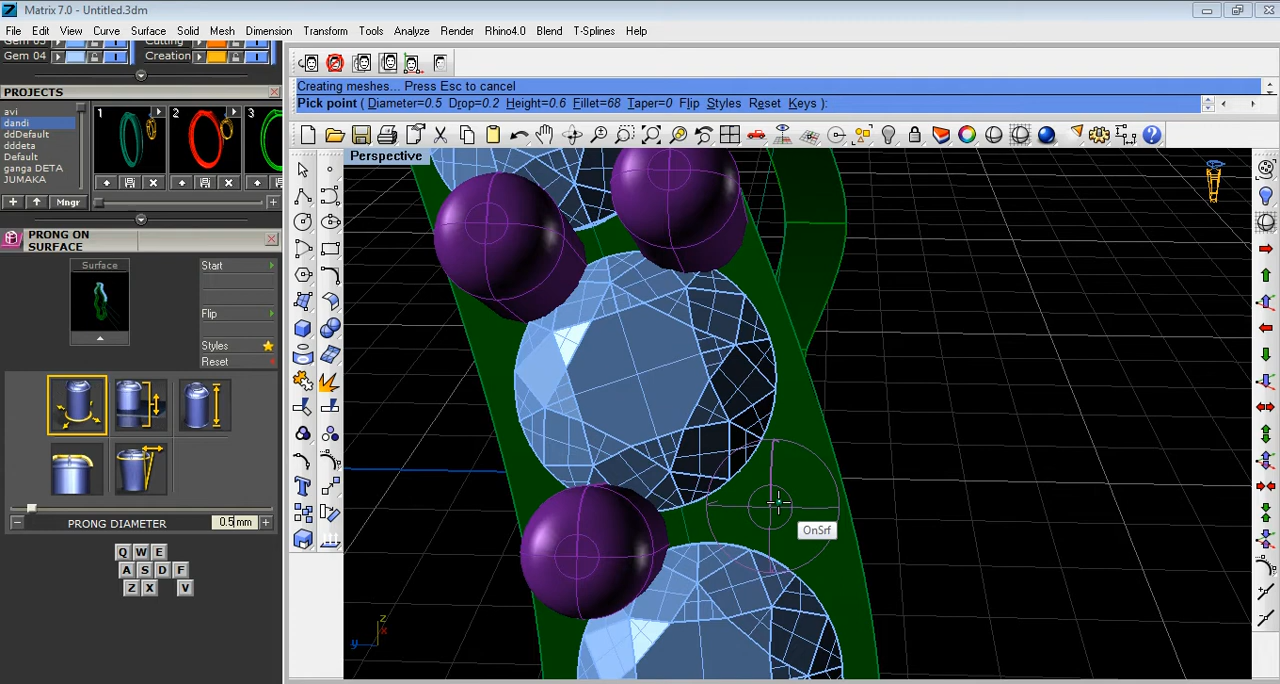 Matrix 7.0 - Untitled.3dm
File Edit View Curve Surface Solid Mesh Dimension Transform Tools Analyze Render Rhino4.0 Blend T-Splines Help
Gem 04 Creation
Creating meshes... Press Esc to cancel
Pick point ( Diameter=0.5 Drop=0.2 Height=0.6 Fillet=68 Taper=0 Flip Styles Reset Keys ):
PROJECTS
avi
dandi
ddDefault
dddeta
Default
ganga DETA
JUMAKA
1 2 3
Mngr
PRONG ON
SURFACE
Surface
Start
Flip
Styles
Reset
PRONG DIAMETER 0.5 mm
Q W E
A S D F
Z X V
Perspective
OnSrf
z
x
y